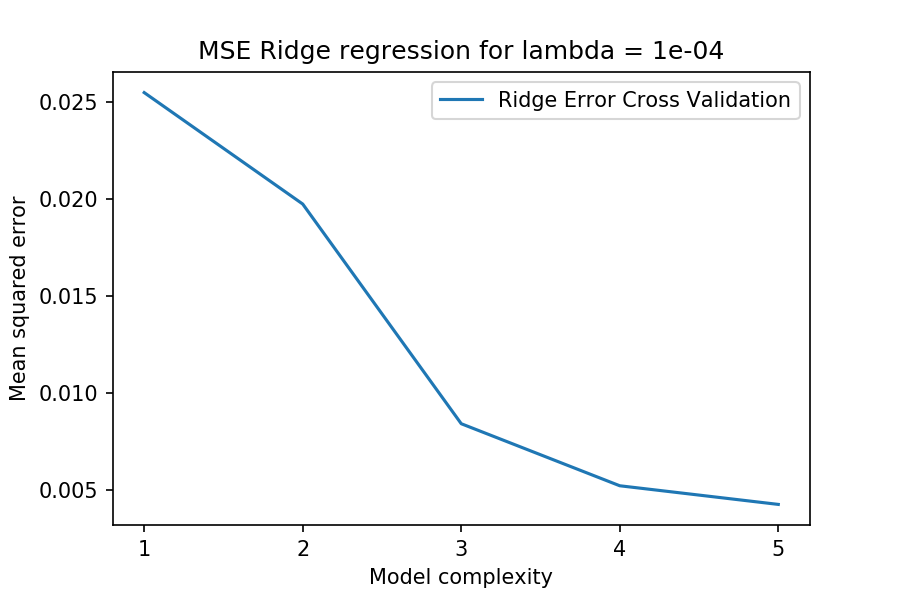 MSE Ridge regression for lambda = 1e-04
Ridge Error Cross Validation
0.025
0.020
0.015
0.010
0.005
Mean squared error
1 2 3 4 5
Model complexity